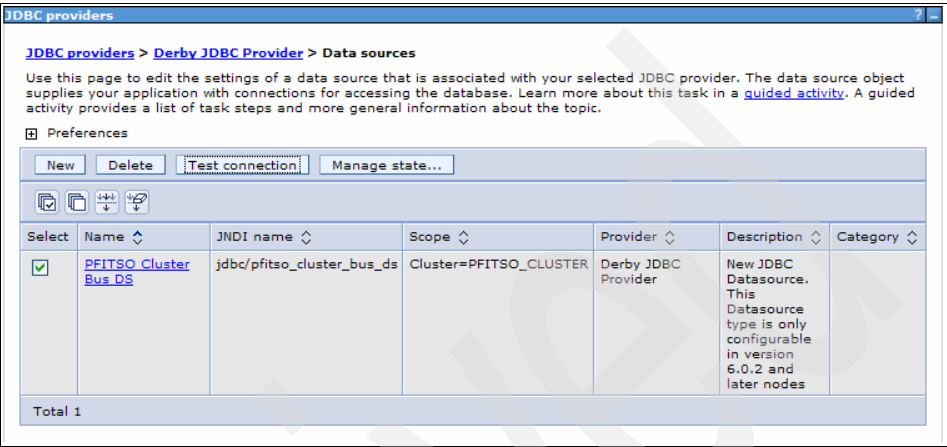 JDBC providers ? _
JDBC providers > Derby JDBC Provider > Data sources
Use this page to edit the settings of a data source that is associated with your selected JDBC provider. The data source object
supplies your application with connections for accessing the database. Learn more about this task in a guided activity. A guided
activity provides a list of task steps and more general information about the topic.
Preferences
New Delete Test connection Manage state...
Select Name JNDI name Scope Provider Description Category
PFITSO Cluster jdbc/pfitso_cluster_bus_ds Cluster=PFITSO_CLUSTER Derby JDBC New JDBC
Bus DS Provider Datasource.
This
Datasource
type is only
configurable
in version
6.0.2 and
later nodes
Total 1